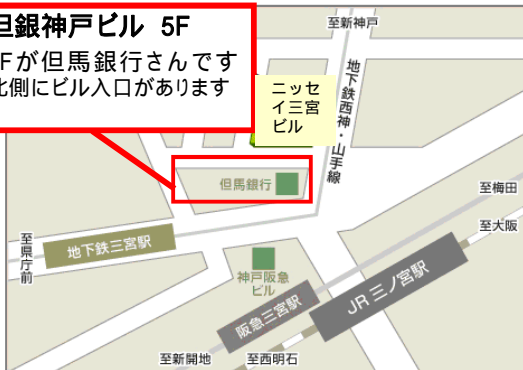 但銀神戸ビル 5F
Fが但馬銀行さんです
北側にビル入口があります
至新神戸
ニッセ
イ三宮
ビル
地下鉄西神・山手線
但馬銀行
至梅田
至大阪
至県庁前
地下鉄三宮駅
神戸阪急
ビル
JR 三ノ宮駅
阪急三宮駅
至新開地
至西明石